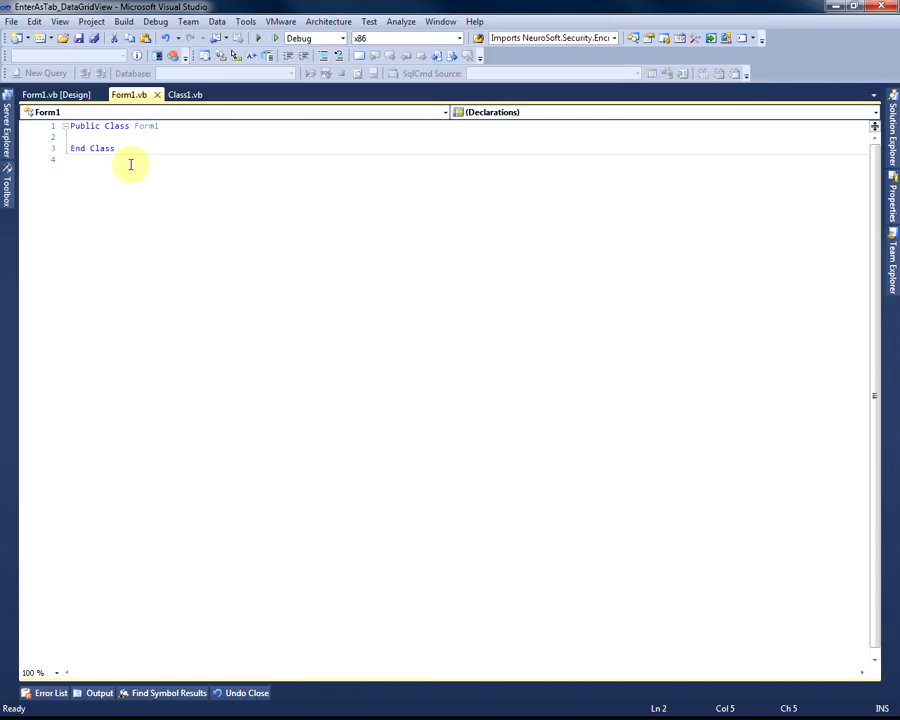 EnterAsTab_DataGridView - Microsoft Visual Studio
File Edit View Project Build Debug Team Data Tools VMware Architecture Test Analyze Window Help
Debug x86 Imports NeuroSoft.Security.Enc
New Query Database: SqlCmd Source:
Form1.vb [Design] Form1.vb Class1.vb
Form1 (Declarations)
1 Public Class Form1
2
3 End Class
4
Server Explorer
Toolbox
Solution Explorer
Properties
Team Explorer
100 %
Error List Output Find Symbol Results Undo Close
Ready Ln 2 Col 5 Ch 5 INS